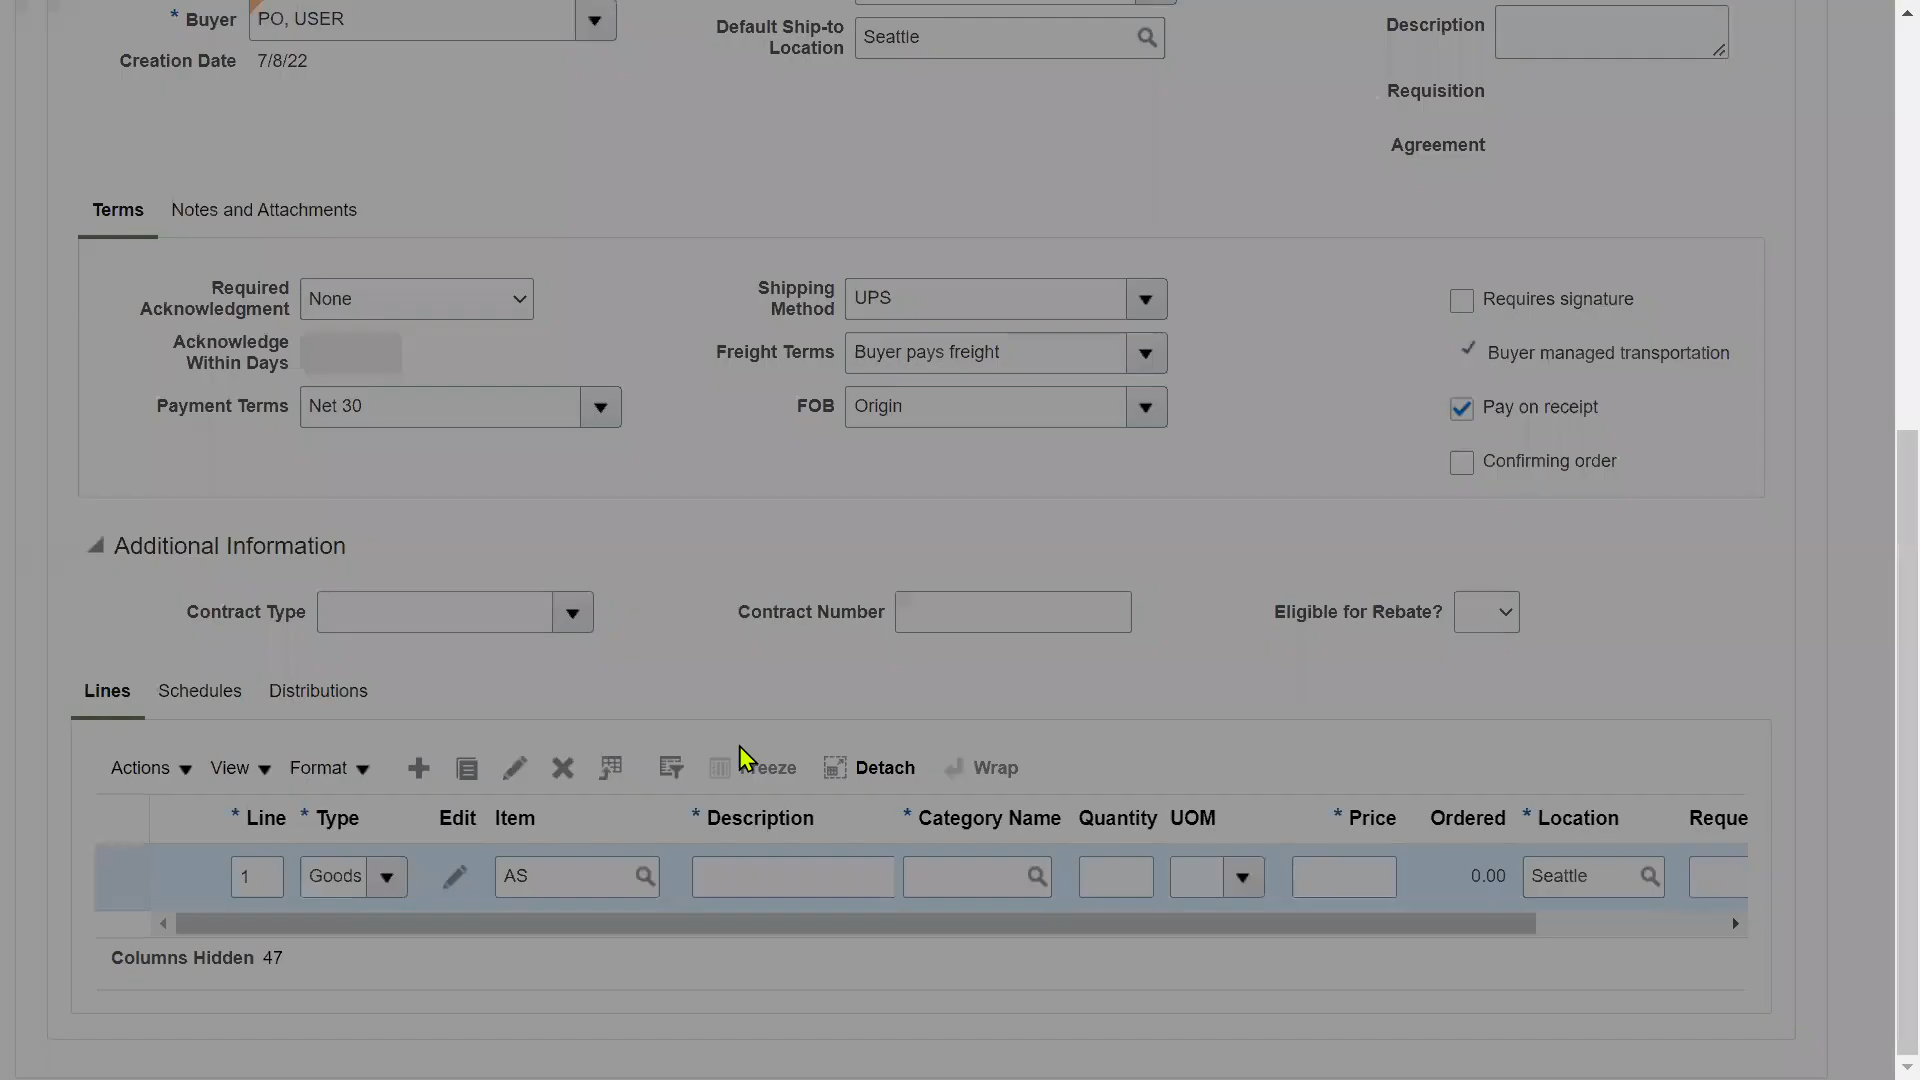 * Buyer PO, USER
Creation Date 7/8/22
Default Ship-to
Location
Seattle
Description
Requisition
Agreement
Terms Notes and Attachments
Required
Acknowledgment
None
Acknowledge
Within Days
Payment Terms Net 30
Shipping
Method
UPS
Freight Terms Buyer pays freight
FOB Origin
Requires signature
Buyer managed transportation
Pay on receipt
Confirming order
Additional Information
Contract Type Contract Number Eligible for Rebate?
Lines Schedules Distributions
Actions View Format Freeze Detach Wrap
* Line * Type Edit Item * Description * Category Name Quantity UOM * Price Ordered * Location Reque
1 Goods AS 0.00 Seattle
Columns Hidden 47